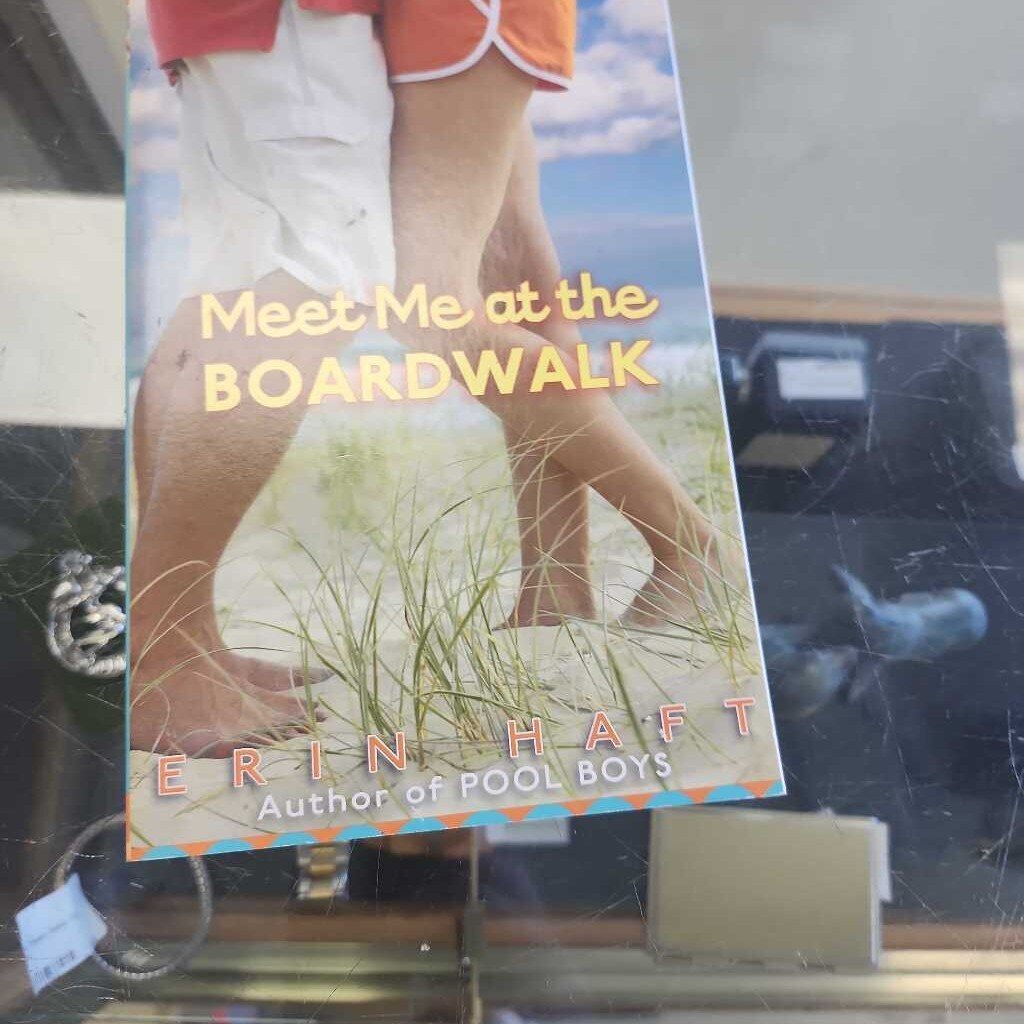 Meet Me at the
BOARDWALK
ERIN HAFT
Author of POOL BOYS